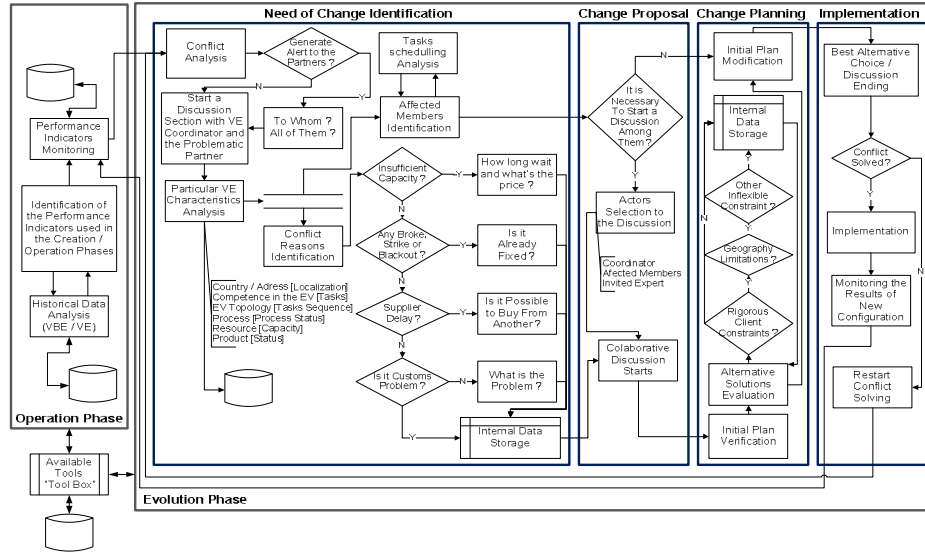 Need of Change Identification
Change Proposal
Change Planning
Implementation
Conflict
Analysis
Generate
Alert to the
Partners ?
Tasks
schedulling
Analysis
Y
N
Start a
Discussion
Section with VE
Coordinator and
the Problematic
Partner
Y
To Whom ?
All of Them ?
Affected
Members
Identification
Particular VE
Characteristics
Analysis
Conflict
Reasons
Identification
Country / Adress [Localization]
Competence in the EV [Tasks]
EV Topology [Tasks Sequence]
Process [Process Status]
Resource [Capacity]
Product [Status]
Insufficient
Capacity?
Y
How long wait
and what's the
price ?
N
Any Broke,
Strike or
Blackout ?
Y
Is it
Already
Fixed ?
N
Supplier
Delay?
Y
Is it Possible
to Buy From
Another ?
N
Is it Customs
Problem ?
N
What is the
Problem ?
Y
Internal Data
Storage
N
It is
Necessary
To Start a
Discussion
Among
Them ?
Y
Actors
Selection to
the Discussion
Coordinator
Affected Members
Invited Expert
Collaborative
Discussion
Starts
Initial Plan
Modification
Internal Data
Storage
Y
Other
Inflexible
Constraint ?
N
Y
Geography
Limitations ?
Y
Rigorous
Client
Constraints ?
Alternative
Solutions
Evaluation
Initial Plan
Verification
Best Alternative
Choice /
Discussion
Ending
Conflict
Solved?
Y
Implementation
N
Monitoring the
Results of
New
Configuration
Restart
Conflict
Solving
Performance
Indicators
Monitoring
Identification of
the Performance
Indicators used
in the Creation /
Operation Phases
Historical Data
Analysis
(VBE / VE)
Operation Phase
Available
Tools
"Tool Box"
Evolution Phase